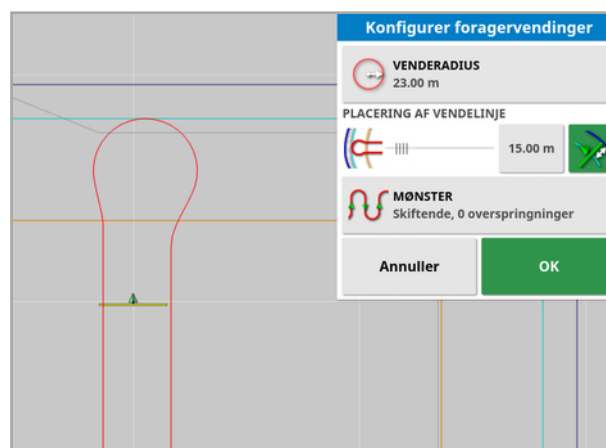 Konfigurer foragervendinger
VENDERADIUS
23.00 m
PLACERING AF VENDELINJE
15.00 m
MØNSTER
Skiftende, 0 overspringninger
Annuller
OK